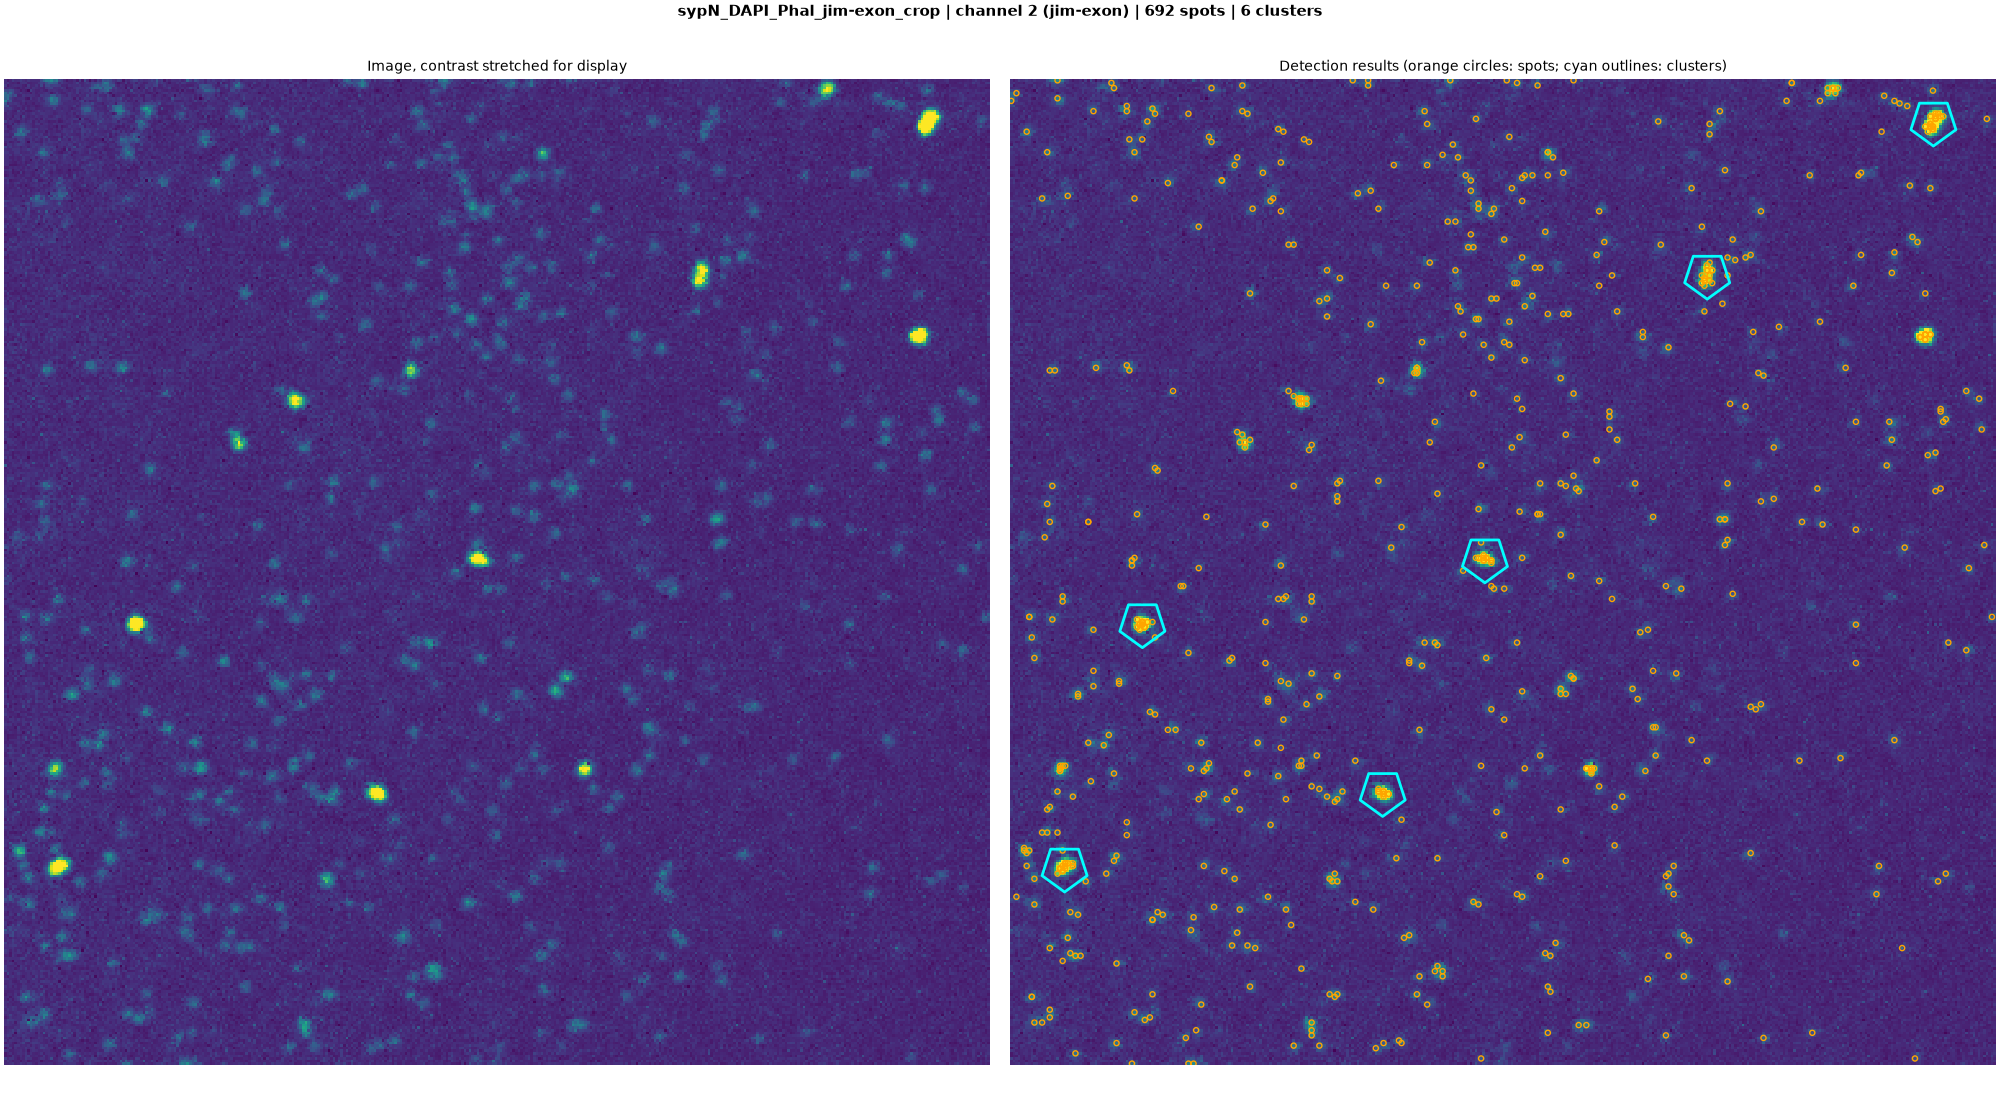 sypN_DAPI_Phal_jim-exon_crop | channel 2 (jim-exon) | 692 spots | 6 clusters
Image, contrast stretched for display
Detection results (orange circles: spots; cyan outlines: clusters)